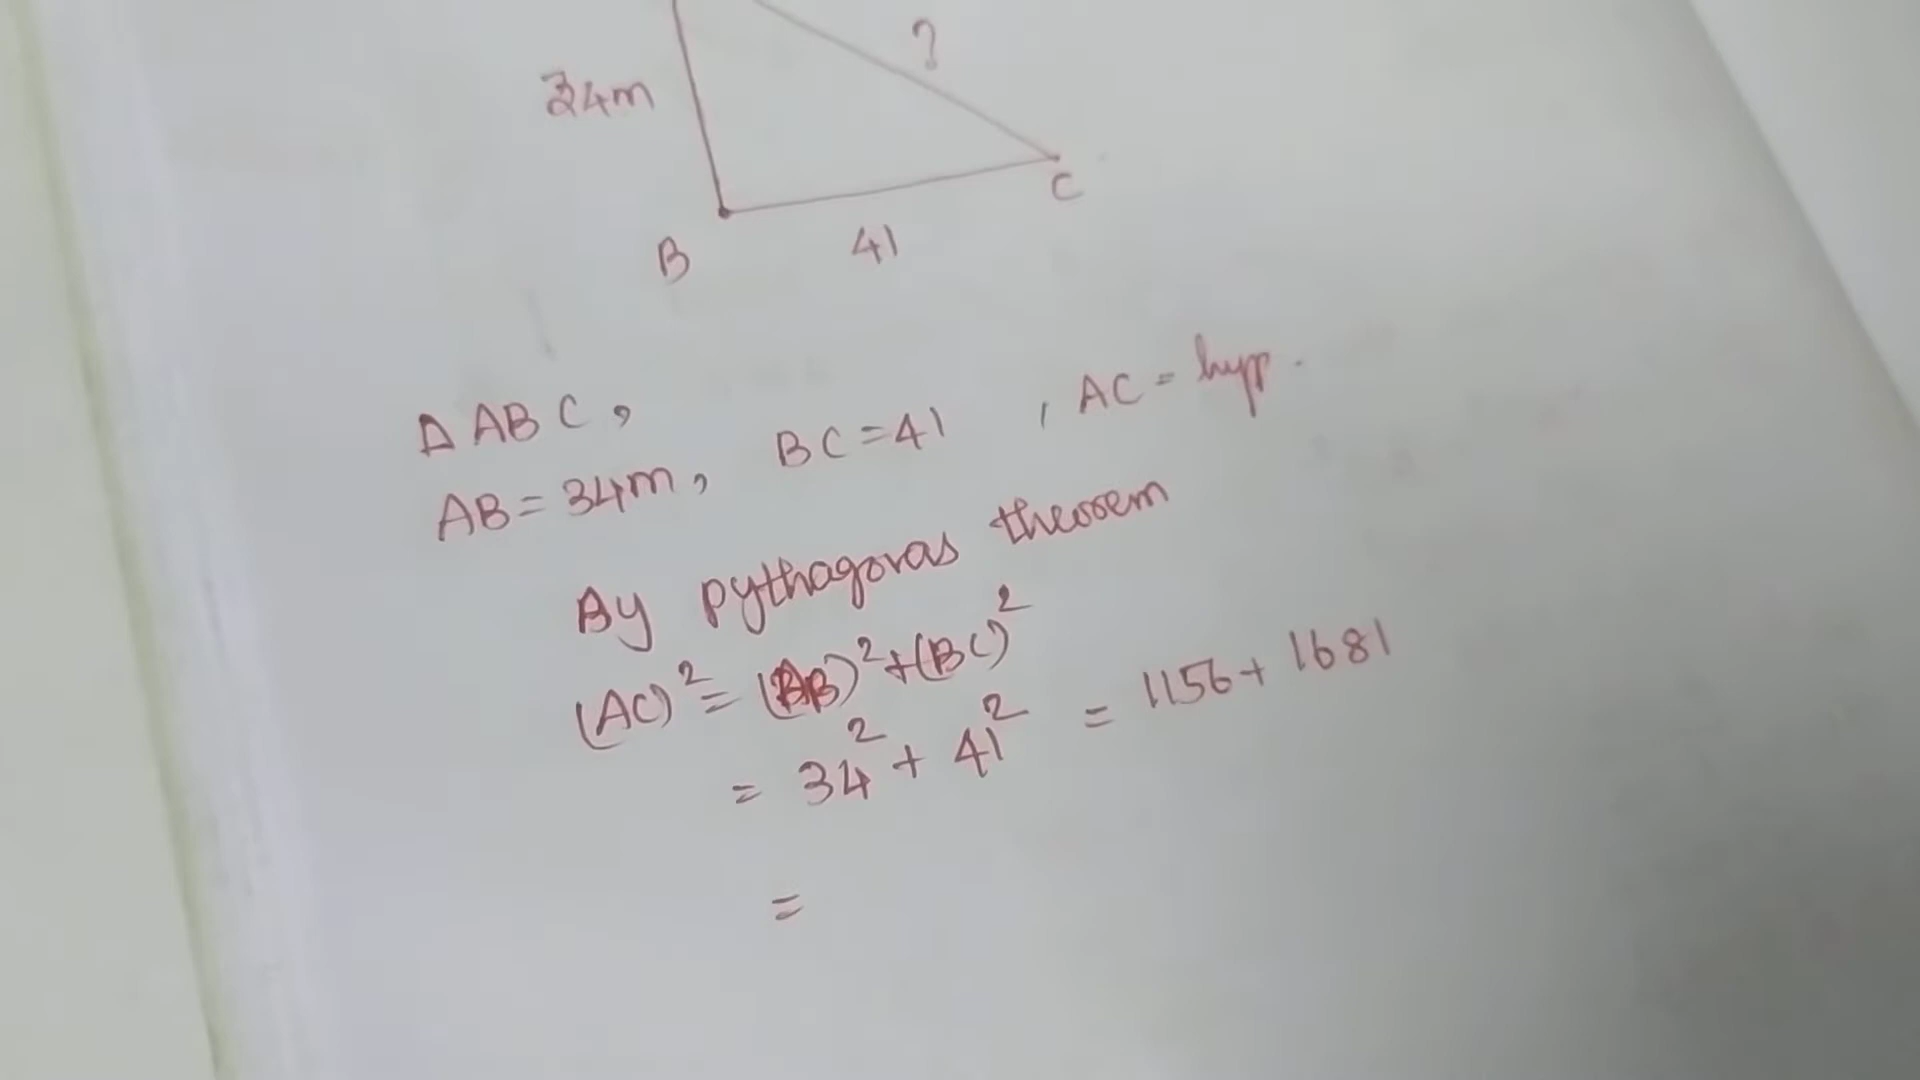 ?
34m
C
B 41
Δ ABC,
AB = 34m, BC = 41 , AC = hyp.
By pythagoras theorem
(AC)² = (AB)² + (BC)²
= 34² + 41² = 1156 + 1681
=